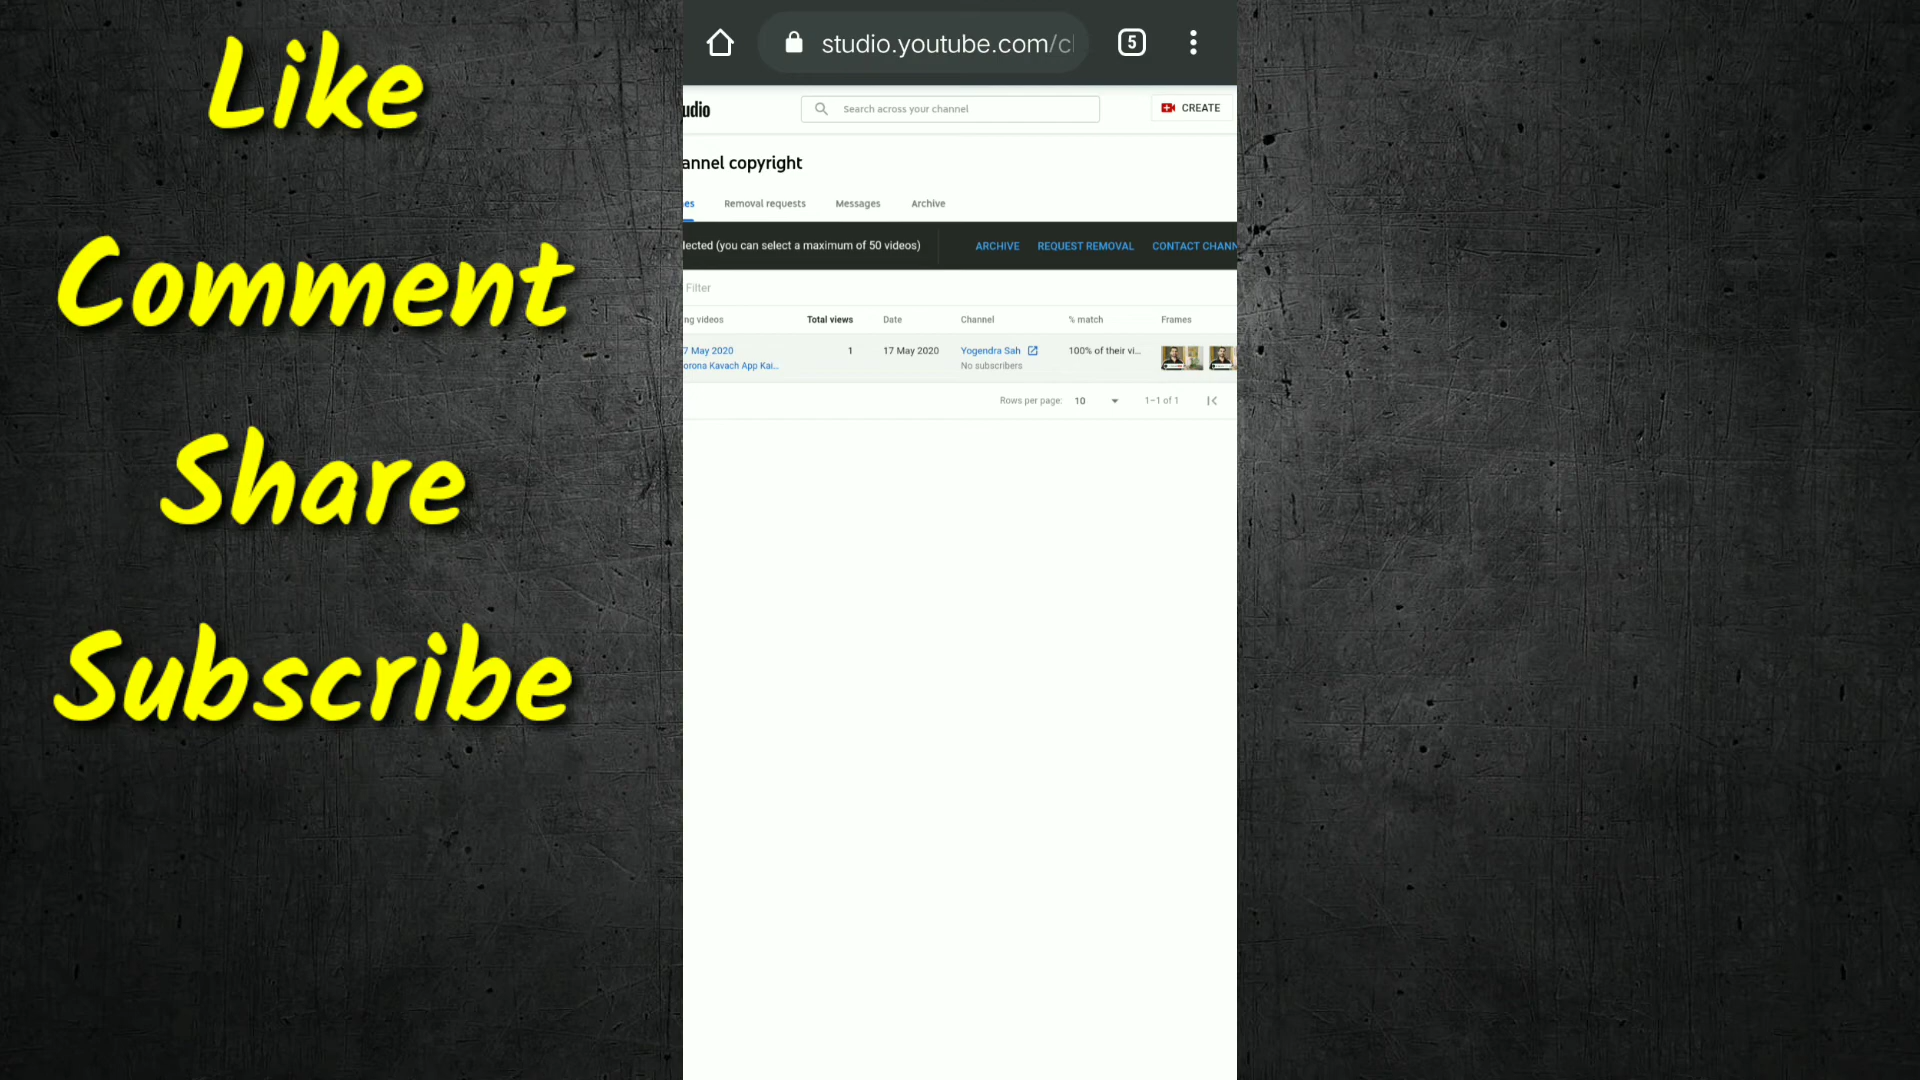 Like
Comment
Share
Subscribe
studio.youtube.com/c
5
udio
Search across your channel
CREATE
annel copyright
es
Removal requests
Messages
Archive
lected (you can select a maximum of 50 videos)
ARCHIVE
REQUEST REMOVAL
CONTACT CHANN
Filter
ng videos
Total views
Date
Channel
% match
Frames
7 May 2020
1
17 May 2020
Yogendra Sah
100% of their vi...
orona Kavach App Kai...
No subscribers
Rows per page:
10
1–1 of 1